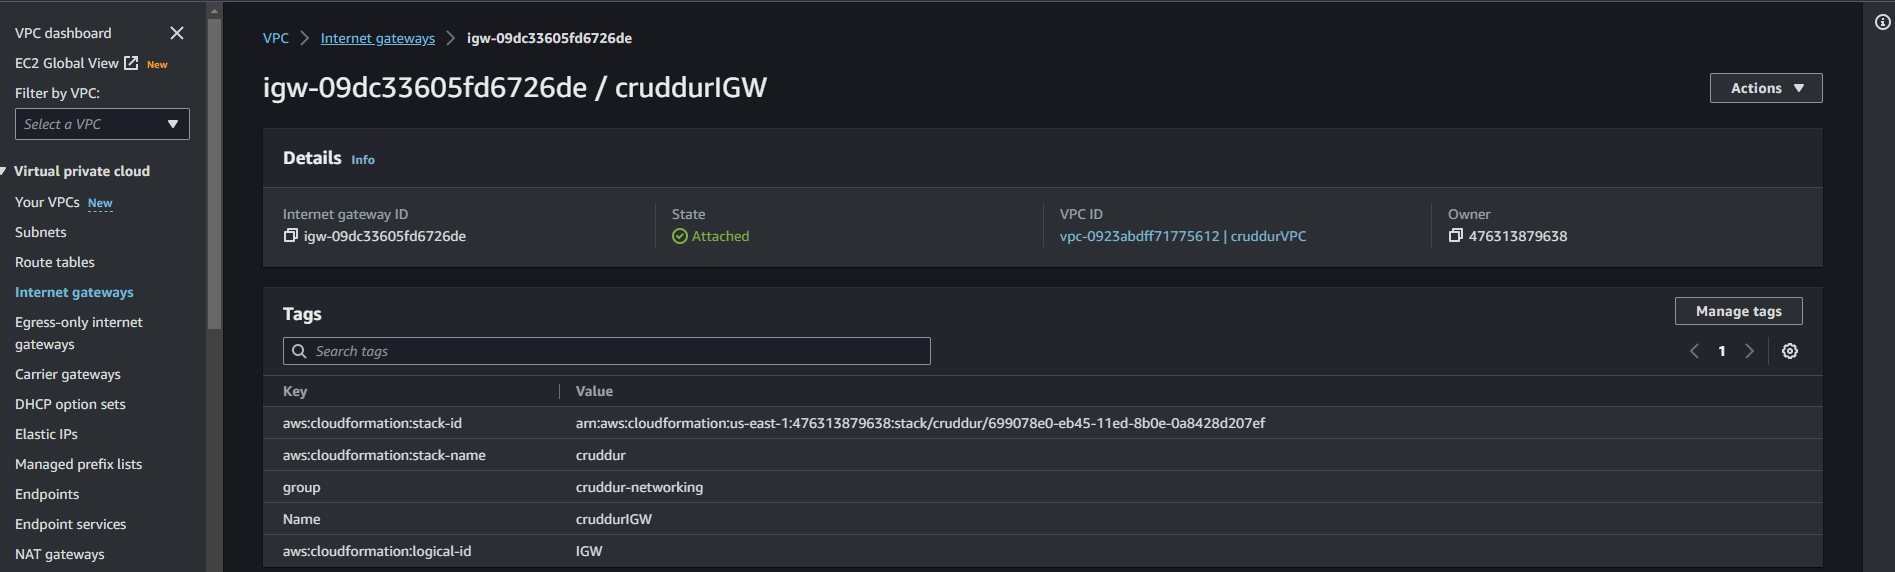 VPC dashboard
EC2 Global View New
Filter by VPC:
Select a VPC
Virtual private cloud
Your VPCs New
Subnets
Route tables
Internet gateways
Egress-only internet
gateways
Carrier gateways
DHCP option sets
Elastic IPs
Managed prefix lists
Endpoints
Endpoint services
NAT gateways
VPC > Internet gateways > igw-09dc33605fd6726de
igw-09dc33605fd6726de / cruddurIGW
Actions
Details Info
Internet gateway ID
igw-09dc33605fd6726de
State
Attached
VPC ID
vpc-0923abdff71775612 | cruddurVPC
Owner
476313879638
Tags
Manage tags
Search tags
1
Key Value
aws:cloudformation:stack-id arn:aws:cloudformation:us-east-1:476313879638:stack/cruddur/699078e0-eb45-11ed-8b0e-0a8428d207ef
aws:cloudformation:stack-name cruddur
group cruddur-networking
Name cruddurIGW
aws:cloudformation:logical-id IGW